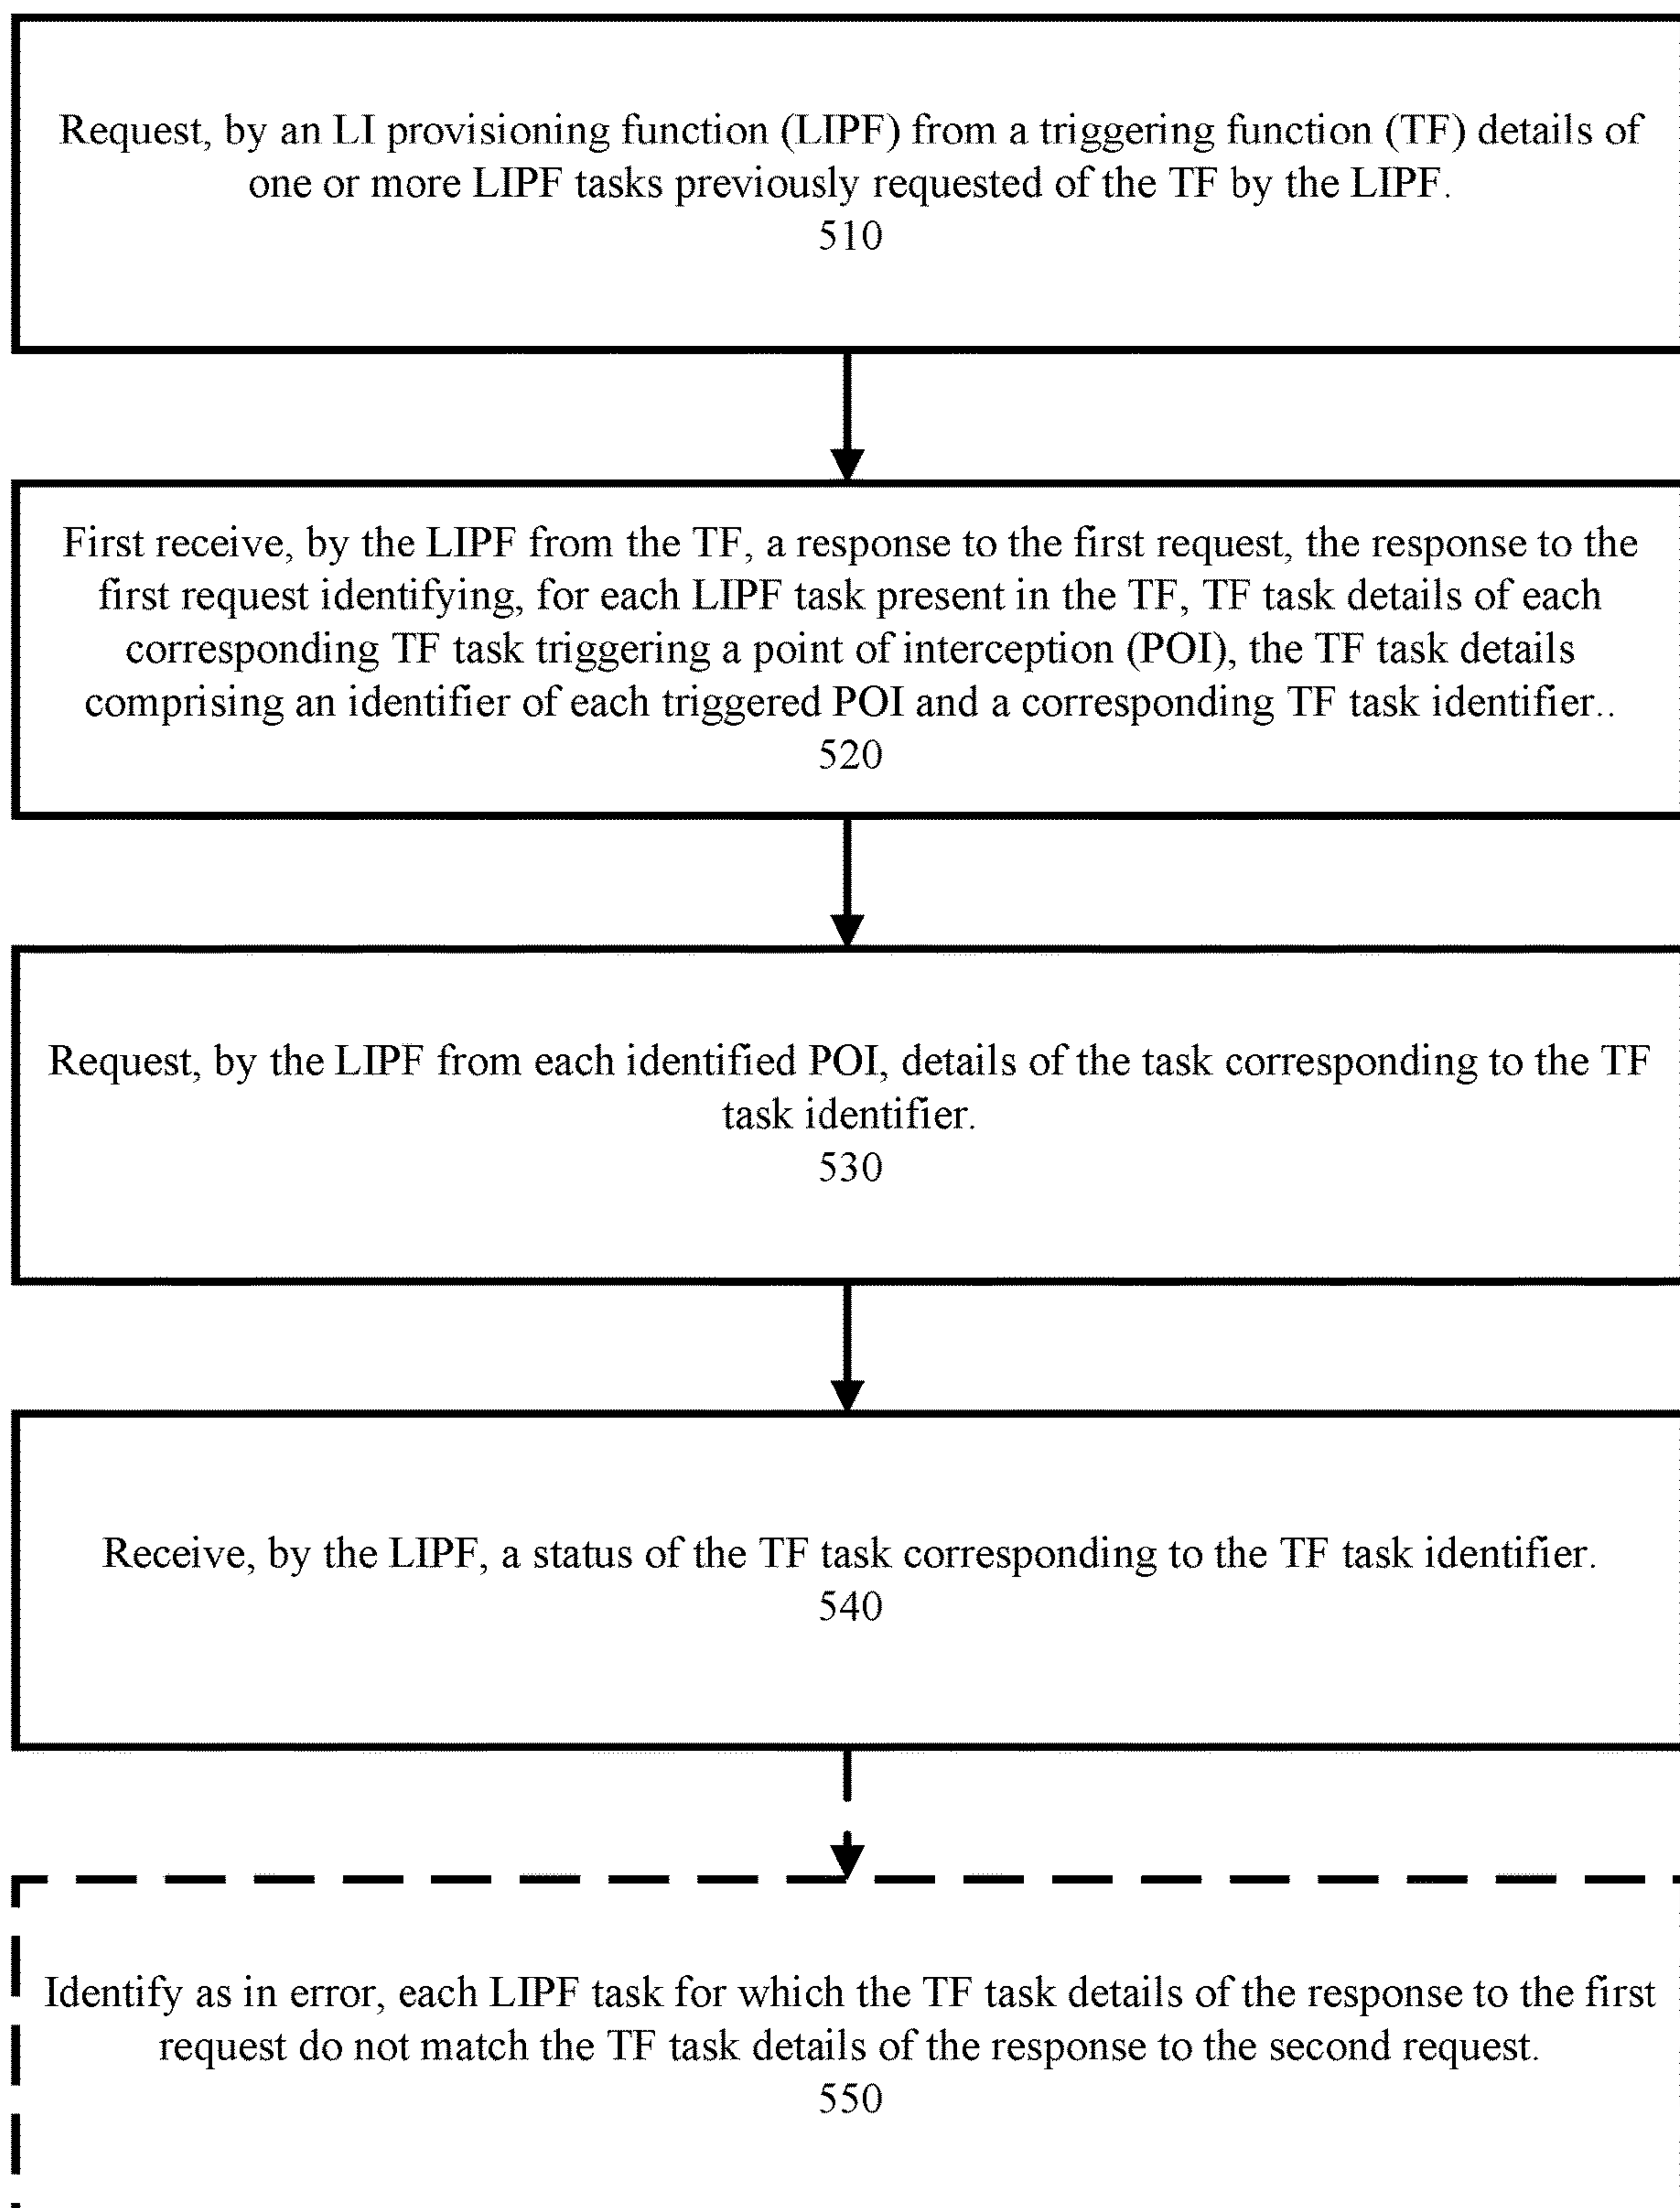 Request, by an LI provisioning function (LIPF) from a triggering function (TF) details of
one or more LIPF tasks previously requested of the TF by the LIPF.
510
First receive, by the LIPF from the TF, a response to the first request, the response to the
first request identifying, for each LIPF task present in the TF, TF task details of each
corresponding TF task triggering a point of interception (POI), the TF task details
comprising an identifier of each triggered POI and a corresponding TF task identifier..
520
Request, by the LIPF from each identified POI, details of the task corresponding to the TF
task identifier.
530
Receive, by the LIPF, a status of the TF task corresponding to the TF task identifier.
540
Identify as in error, each LIPF task for which the TF task details of the response to the first
request do not match the TF task details of the response to the second request.
550